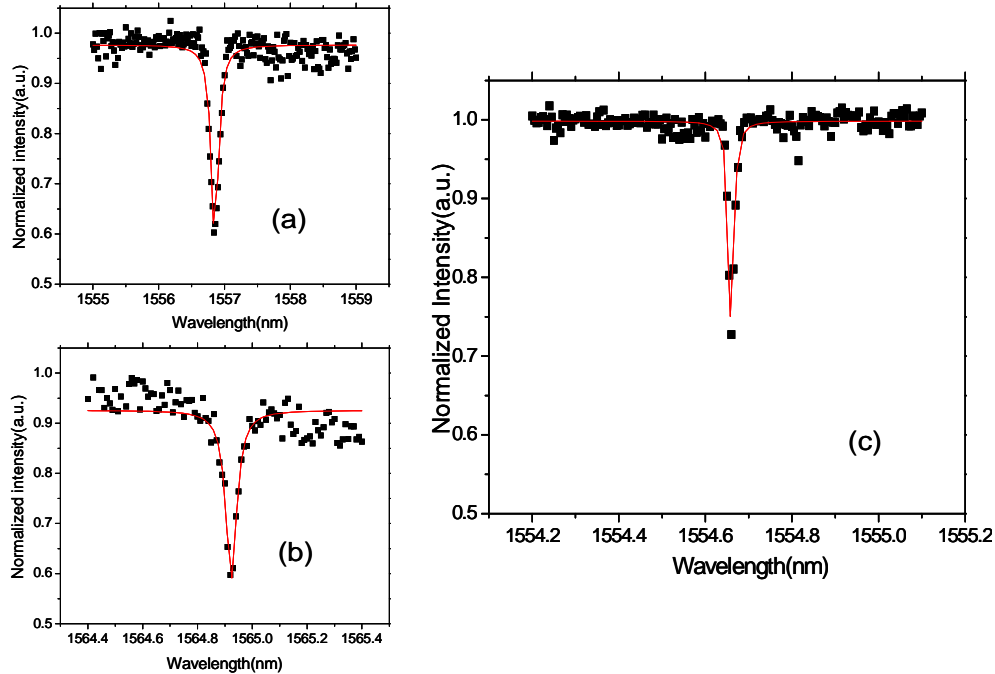 1.0
0.9
0.8
0.7
0.6
0.5
Normalized intensity(a.u.)
(a)
1555 1556 1557 1558 1559
Wavelength(nm)
1.0
0.9
0.8
0.7
0.6
0.5
Normalized intensity(a.u.)
(b)
1564.4 1564.6 1564.8 1565.0 1565.2 1565.4
Wavelength(nm)
1.0
0.9
0.8
0.7
0.6
0.5
Normalized Intensity(a.u.)
(c)
1554.2 1554.4 1554.6 1554.8 1555.0 1555.2
Wavelength(nm)